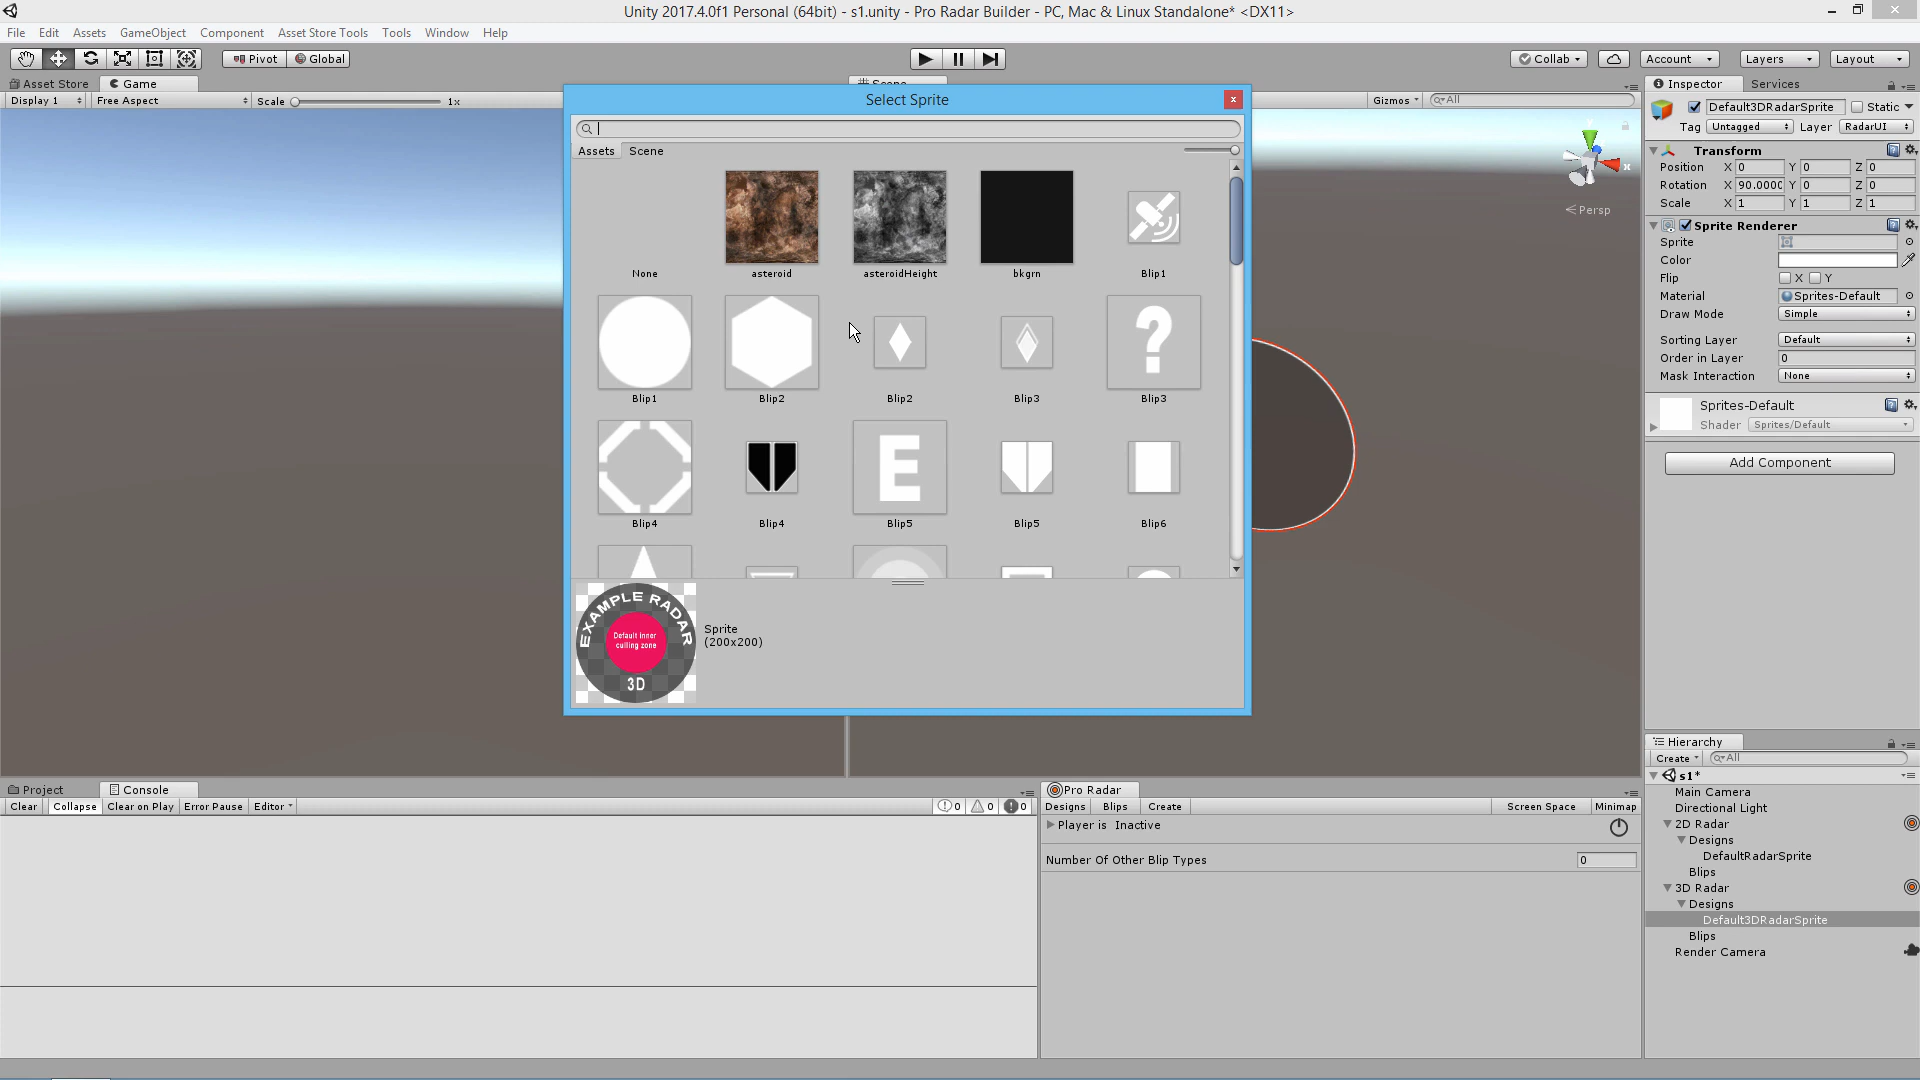 Unity 2017.4.0f1 Personal (64bit) - s1.unity - Pro Radar Builder - PC, Mac & Linux Standalone* <DX11>
File Edit Assets GameObject Component Asset Store Tools Tools Window Help
Pivot Global
Collab Account Layers Layout
Asset Store Game
Display 1 Free Aspect Scale 1x
Gizmos All
Persp
Select Sprite
Assets Scene
None asteroid asteroidHeight bkgrn Blip1
Blip1 Blip2 Blip2 Blip3 Blip3
E
Blip4 Blip4 Blip5 Blip5 Blip6
EXAMPLE RADAR
Default inner
culling zone
3D
Sprite
(200x200)
Inspector Services
Default3DRadarSprite Static
Tag Untagged Layer RadarUI
Transform
Position X 0 Y 0 Z 0
Rotation X 90.0000 Y 0 Z 0
Scale X 1 Y 1 Z 1
Sprite Renderer
Sprite
Color
Flip X Y
Material Sprites-Default
Draw Mode Simple
Sorting Layer Default
Order in Layer 0
Mask Interaction None
Sprites-Default
Shader Sprites/Default
Add Component
Hierarchy
Create All
s1*
Main Camera
Directional Light
2D Radar
Designs
DefaultRadarSprite
Blips
3D Radar
Designs
Default3DRadarSprite
Blips
Render Camera
Project Console
Clear Collapse Clear on Play Error Pause Editor 0 0 0
Pro Radar
Designs Blips Create Screen Space Minimap
Player is Inactive
Number Of Other Blip Types 0